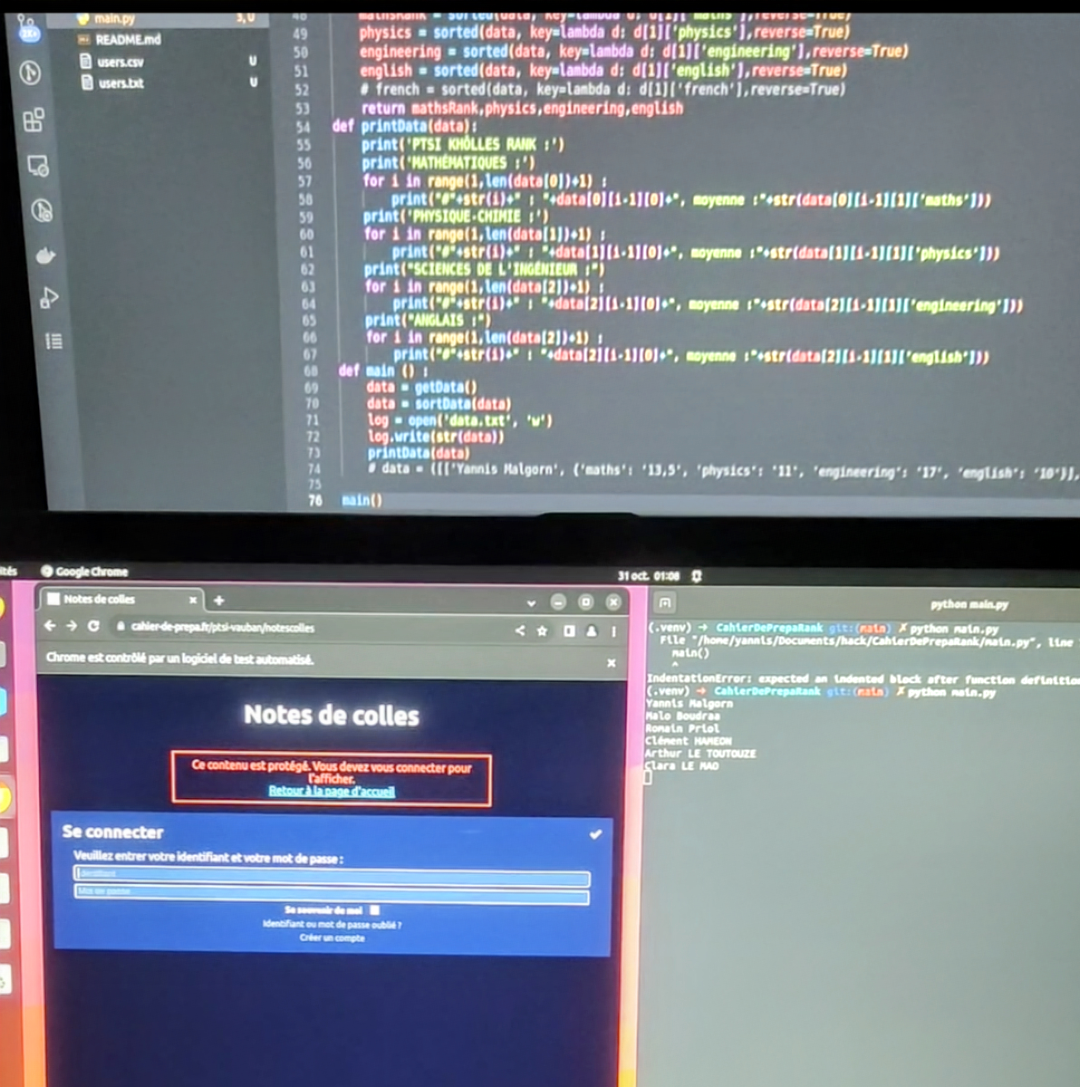 main.py 3, U
README.md
users.csv U
users.txt U
48 mathsRank = sorted(data, key=lambda d: d[1]['maths'],reverse=True)
49 physics = sorted(data, key=lambda d: d[1]['physics'],reverse=True)
50 engineering = sorted(data, key=lambda d: d[1]['engineering'],reverse=True)
51 english = sorted(data, key=lambda d: d[1]['english'],reverse=True)
52 # french = sorted(data, key=lambda d: d[1]['french'],reverse=True)
53 return mathsRank,physics,engineering,english
54 def printData(data):
55 print('PTSI KHÔLLES RANK :')
56 print('MATHÉMATIQUES :')
57 for i in range(1,len(data[0])+1) :
58 print("#"+str(i)+" : "+data[0][i-1][0]+", moyenne :"+str(data[0][i-1][1]['maths']))
59 print('PHYSIQUE-CHIMIE :')
60 for i in range(1,len(data[1])+1) :
61 print("#"+str(i)+" : "+data[1][i-1][0]+", moyenne :"+str(data[1][i-1][1]['physics']))
62 print("SCIENCES DE L'INGÉNIEUR :")
63 for i in range(1,len(data[2])+1) :
64 print("#"+str(i)+" : "+data[2][i-1][0]+", moyenne :"+str(data[2][i-1][1]['engineering']))
65 print("ANGLAIS :")
66 for i in range(1,len(data[2])+1) :
67 print("#"+str(i)+" : "+data[2][i-1][0]+", moyenne :"+str(data[2][i-1][1]['english']))
68 def main () :
69 data = getData()
70 data = sortData(data)
71 log = open('data.txt', 'w')
72 log.write(str(data))
73 printData(data)
74 # data = ([['Yannis Malgorn', {'maths': '13,5', 'physics': '11', 'engineering': '17', 'english': '10'}],
75
76 main()
ités Google Chrome 31 oct. 01:08
Notes de colles
cahier-de-prepa.fr/ptsi-vauban/notescolles
Chrome est contrôlé par un logiciel de test automatisé.
Notes de colles
Ce contenu est protégé. Vous devez vous connecter pour
l'afficher.
Retour à la page d'accueil
Se connecter
Veuillez entrer votre identifiant et votre mot de passe :
Identifiant
Mot de passe
Se souvenir de moi
Identifiant ou mot de passe oublié ?
Créer un compte
python main.py
(.venv) → CahierDePrepaRank git:(main) ✗ python main.py
File "/home/yannis/Documents/hack/CahierDePrepaRank/main.py", line
main()
^
IndentationError: expected an indented block after function definitio
(.venv) → CahierDePrepaRank git:(main) ✗ python main.py
Yannis Malgorn
Malo Boudraa
Romain Priol
Clément HAMEON
Arthur LE TOUTOUZE
Clara LE MAO